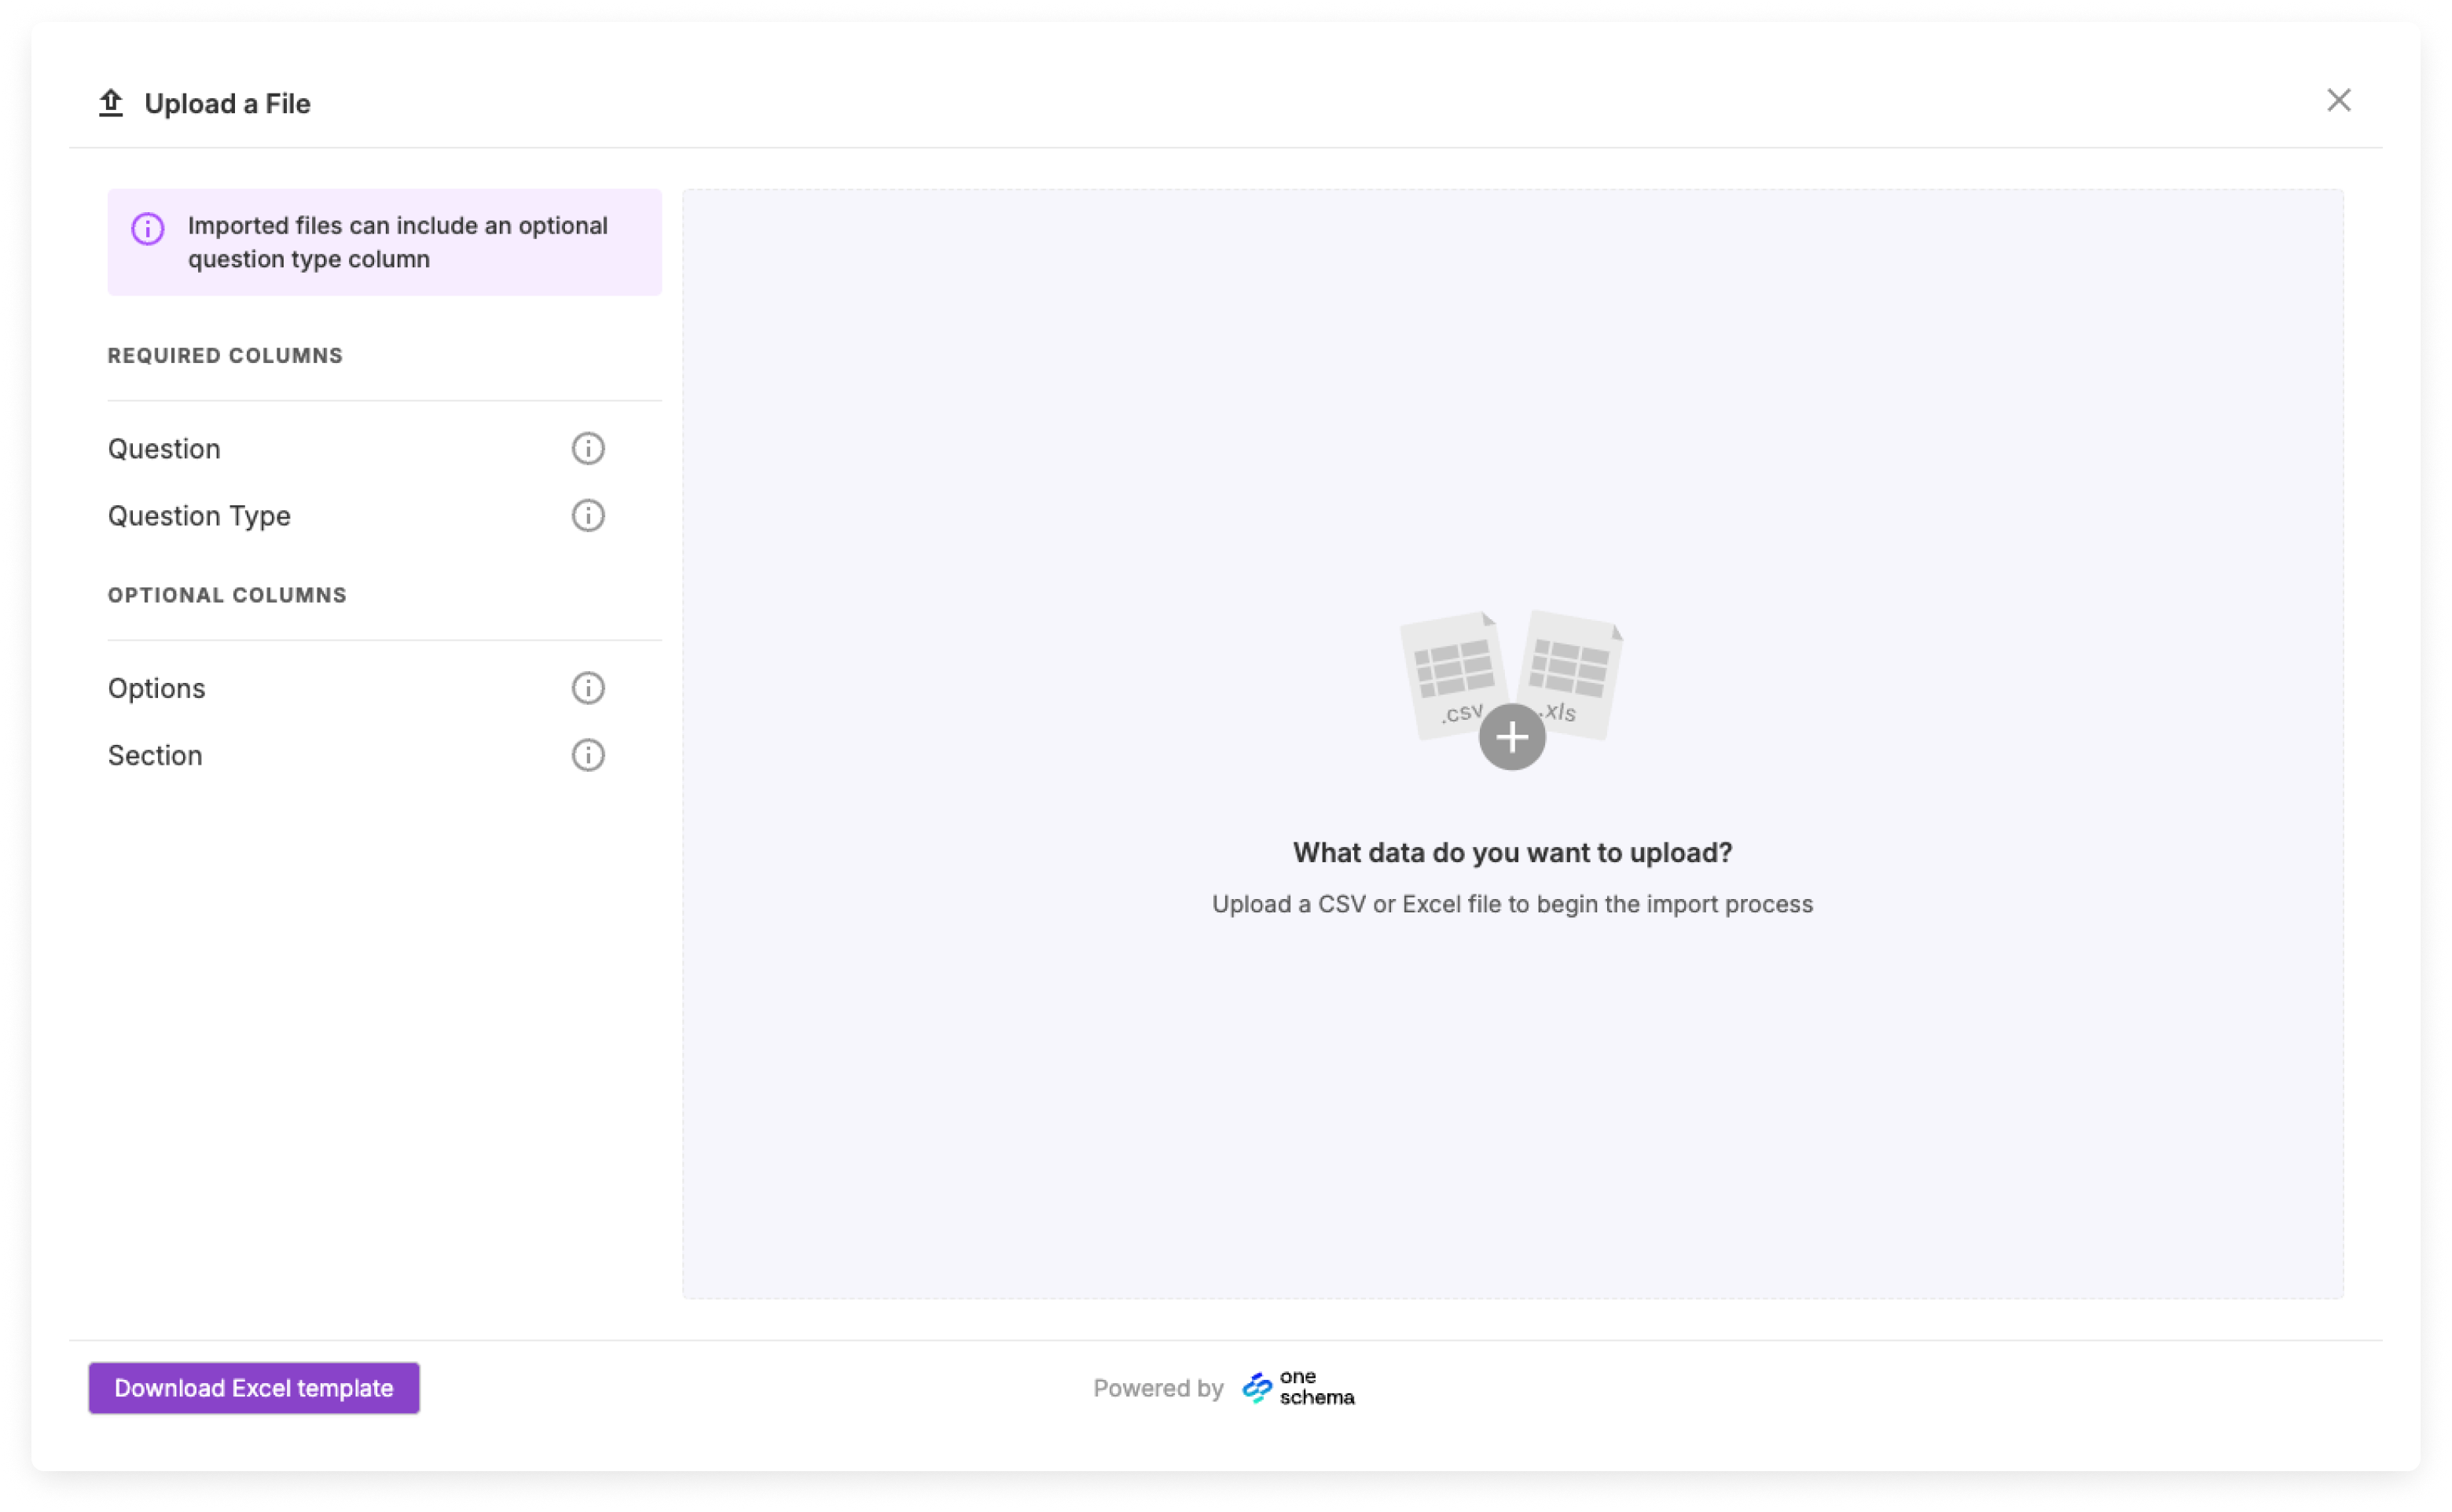 Upload a File
Imported files can include an optional
question type column
REQUIRED COLUMNS
Question
Question Type
OPTIONAL COLUMNS
Options
Section
.csv
.xls
What data do you want to upload?
Upload a CSV or Excel file to begin the import process
Download Excel template
Powered by
one
schema